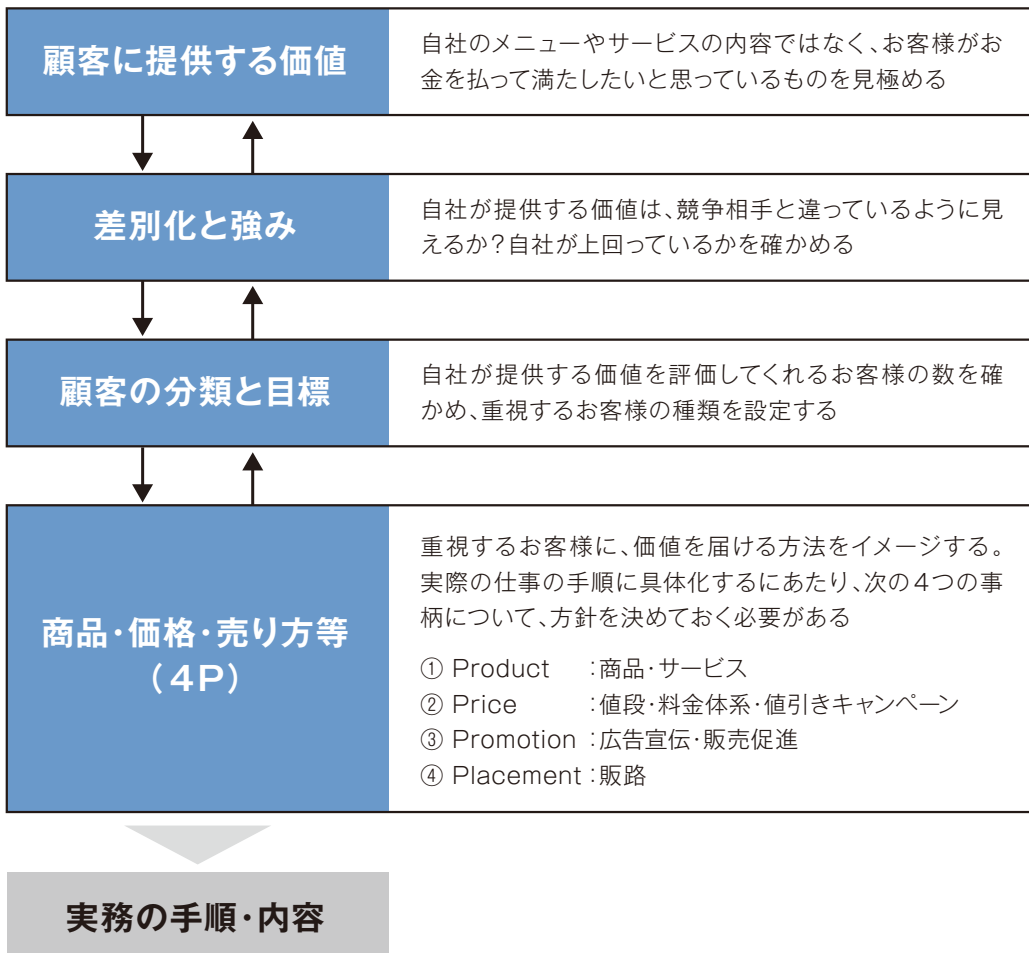 顧客に提供する価値
自社のメニューやサービスの内容ではなく、お客様がお
金を払って満たしたいと思っているものを見極める
差別化と強み
自社が提供する価値は、競争相手と違っているように見
えるか?自社が上回っているかを確かめる
顧客の分類と目標
自社が提供する価値を評価してくれるお客様の数を確
かめ、重視するお客様の種類を設定する
商品・価格・売り方等
(4P)
重視するお客様に、価値を届ける方法をイメージする。
実際の仕事の手順に具体化するにあたり、次の4つの事
柄について、方針を決めておく必要がある
① Product :商品・サービス
② Price :値段・料金体系・値引きキャンペーン
③ Promotion :広告宣伝・販売促進
④ Placement :販路
実務の手順・内容